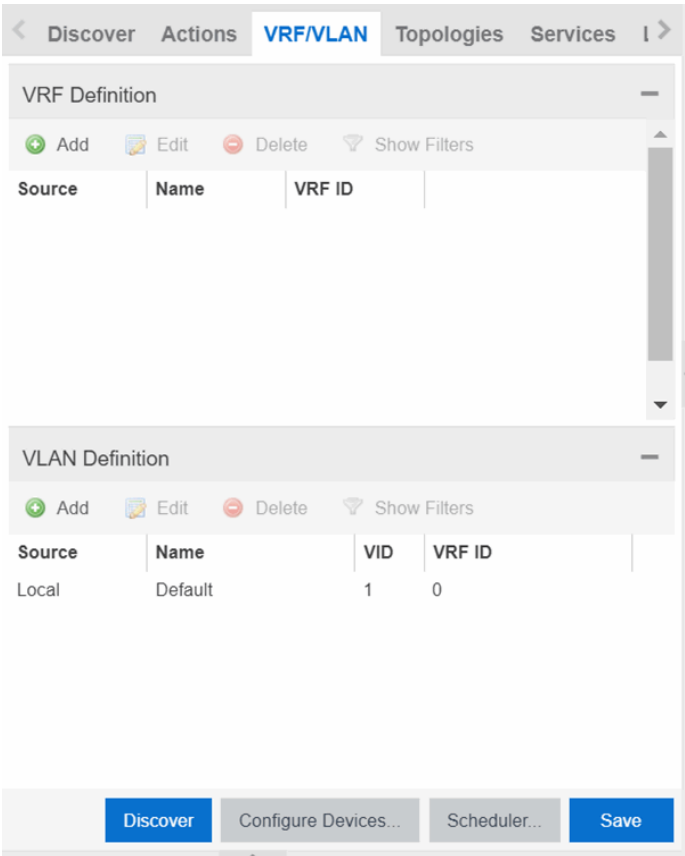 Discover Actions VRF/VLAN Topologies Services
VRF Definition
Add Edit Delete Show Filters
Source Name VRF ID
VLAN Definition
Add Edit Delete Show Filters
Source Name VID VRF ID
Local Default 1 0
Discover Configure Devices... Scheduler... Save